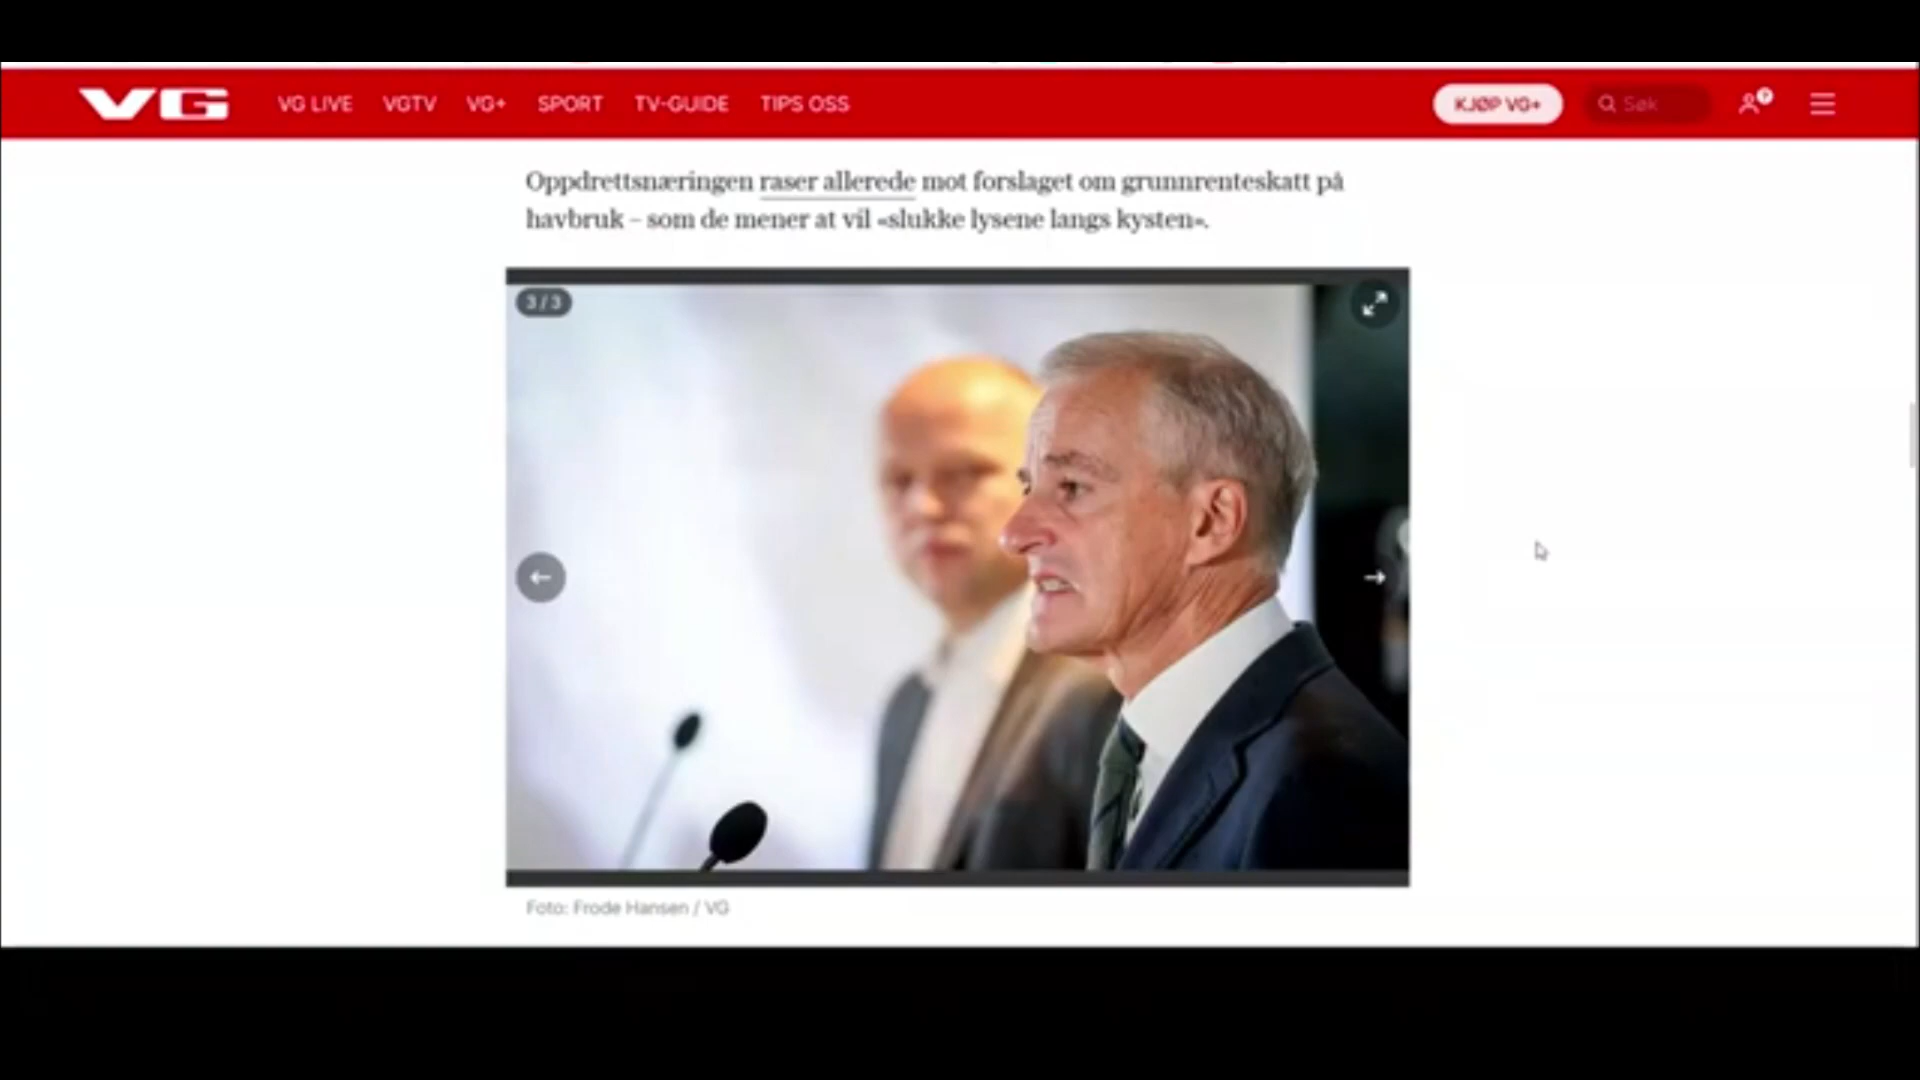 VG
VG LIVE VGTV VG+ SPORT TV-GUIDE TIPS OSS
KJØP VG+
Søk
Oppdrettsnæringen raser allerede mot forslaget om grunnrenteskatt på
havbruk – som de mener at vil «slukke lysene langs kysten».
3 / 3
Foto: Frode Hansen / VG